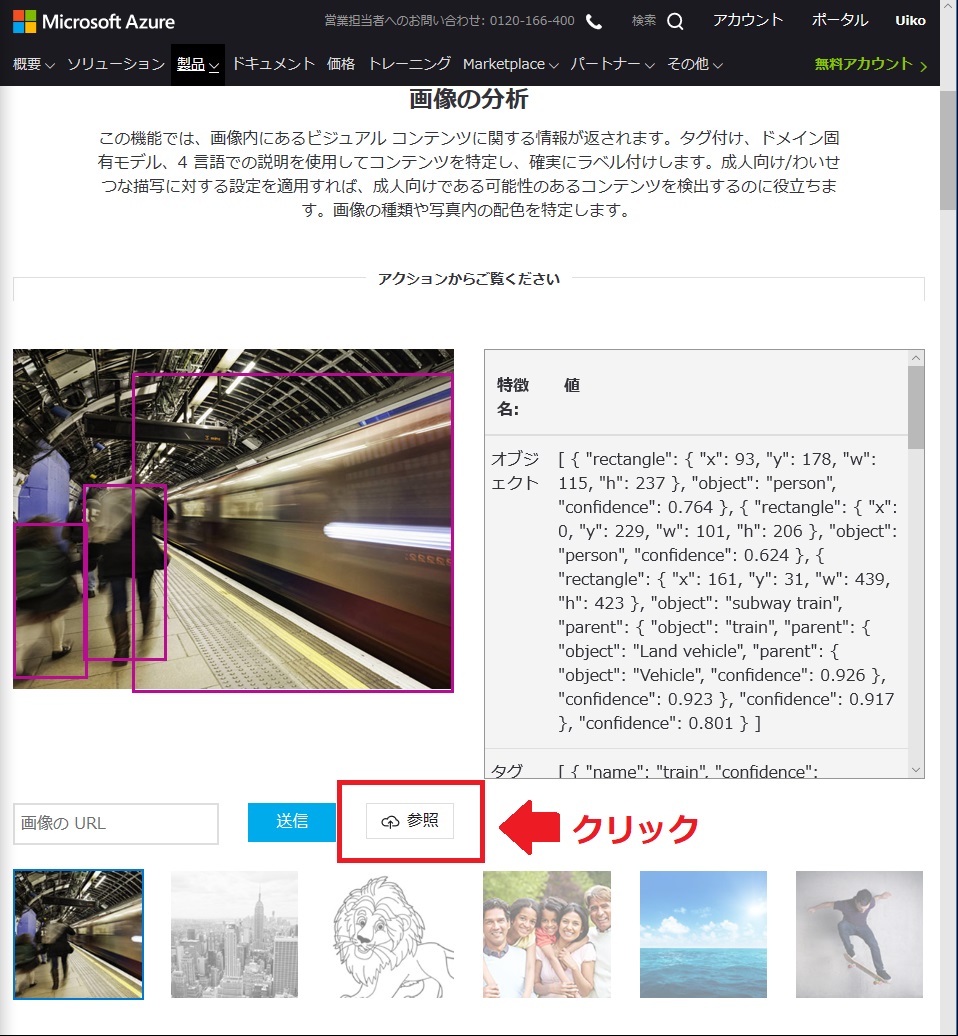 Microsoft Azure
営業担当者へのお問い合わせ: 0120-166-400 検索 アカウント ポータル Uiko
概要 ソリューション 製品 ドキュメント 価格 トレーニング Marketplace パートナー その他 無料アカウント
画像の分析
この機能では、画像内にあるビジュアル コンテンツに関する情報が返されます。タグ付け、ドメイン固
有モデル、4 言語での説明を使用してコンテンツを特定し、確実にラベル付けします。成人向け/わいせ
つな描写に対する設定を適用すれば、成人向けである可能性のあるコンテンツを検出するのに役立ちま
す。画像の種類や写真内の配色を特定します。
アクションからご覧ください
特徴 値
名:
オブジ [ { "rectangle": { "x": 93, "y": 178, "w":
ェクト 115, "h": 237 }, "object": "person",
"confidence": 0.764 }, { "rectangle": { "x":
0, "y": 229, "w": 101, "h": 206 }, "object":
"person", "confidence": 0.624 }, {
"rectangle": { "x": 161, "y": 31, "w": 439,
"h": 423 }, "object": "subway train",
"parent": { "object": "train", "parent": {
"object": "Land vehicle", "parent": {
"object": "Vehicle", "confidence": 0.926 },
"confidence": 0.923 }, "confidence": 0.917
}, "confidence": 0.801 } ]
タグ [ { "name": "train", "confidence":
画像の URL 送信 参照 クリック